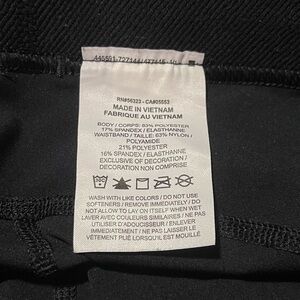 RN#56323 - CA#05553
MADE IN VIETNAM
FABRIQUE AU VIETNAM
BODY / CORPS: 83% POLYESTER
17% SPANDEX / ELASTHANNE
WAISTBAND / TAILLE: 63% NYLON /
POLYAMIDE
21% POLYESTER
16% SPANDEX / ELASTHANNE
EXCLUSIVE OF DECORATION /
DECORATION NON COMPRISE
WASH WITH LIKE COLORS / DO NOT USE
SOFTENERS / REMOVE IMMEDIATELY / DO
NOT ALLOW TO LAY ON ITSELF WHEN WET
LAVER AVEC COULEURS SIMILAIRES / NE PAS
UTILISER D'ADOUCISSEUR / ENLEVER
IMMÉDIATEMENT / NE PAS LAISSER LE
VÊTEMENT PLIÉ LORSQU'IL EST MOUILLÉ